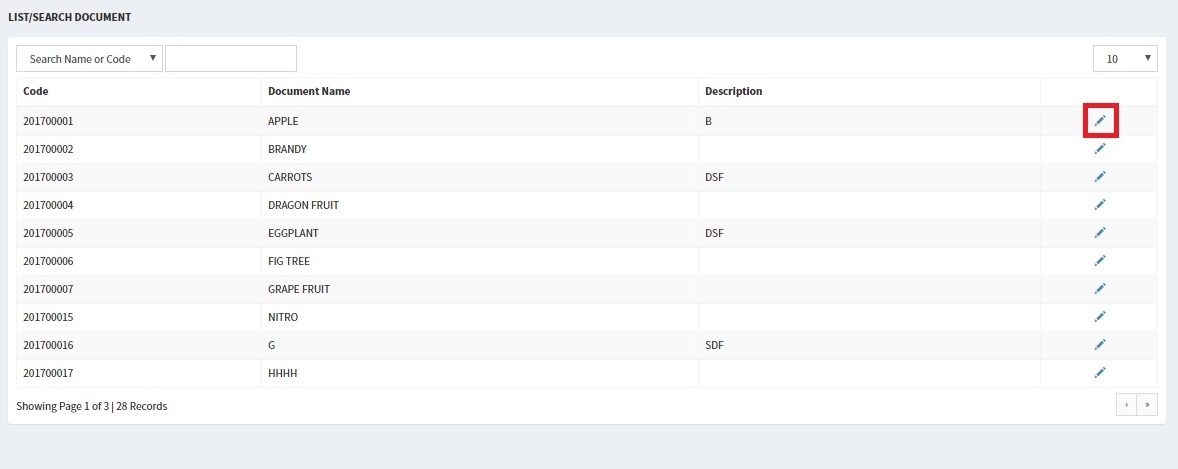 LIST/SEARCH DOCUMENT
Search Name or Code 10
Code Document Name Description
201700001 APPLE B
201700002 BRANDY
201700003 CARROTS DSF
201700004 DRAGON FRUIT
201700005 EGGPLANT DSF
201700006 FIG TREE
201700007 GRAPE FRUIT
201700015 NITRO
201700016 G SDF
201700017 HHHH
Showing Page 1 of 3 | 28 Records › »